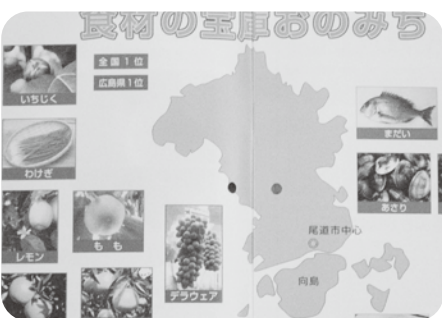 食材の宝庫おのみち
全国1位
広島県1位
いちじく
まだい
わけぎ
あさり
レモン
もも
デラウェア
尾道市中心
向島